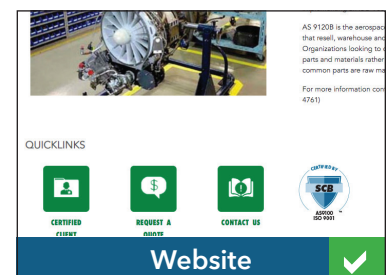 AS 9120B is the aerospac
that resell, warehouse and
Organizations looking to
parts and materials rather
common parts are raw ma
For more information con
4761)
QUICKLINKS
CERTIFIED BY
SCB
AS9100
ISO 9001
™
CERTIFIED
CLIENT
REQUEST A
QUOTE
CONTACT US
Website